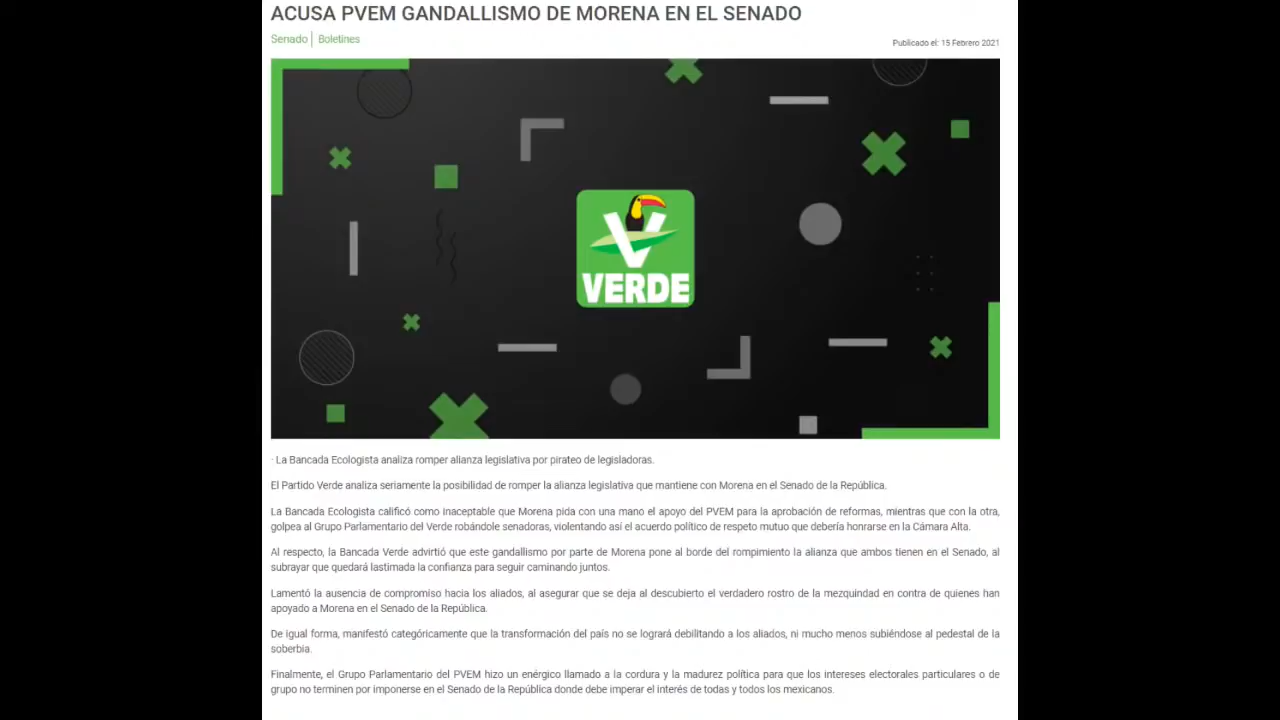 ACUSA PVEM GANDALLISMO DE MORENA EN EL SENADO
Senado | Boletines
Publicado el: 15 Febrero 2021
V
VERDE
· La Bancada Ecologista analiza romper alianza legislativa por pirateo de legisladoras.
El Partido Verde analiza seriamente la posibilidad de romper la alianza legislativa que mantiene con Morena en el Senado de la República.
La Bancada Ecologista calificó como inaceptable que Morena pida con una mano el apoyo del PVEM para la aprobación de reformas, mientras que con la otra,
golpea al Grupo Parlamentario del Verde robándole senadoras, violentando así el acuerdo político de respeto mutuo que debería honrarse en la Cámara Alta.
Al respecto, la Bancada Verde advirtió que este gandallismo por parte de Morena pone al borde del rompimiento la alianza que ambos tienen en el Senado, al
subrayar que quedará lastimada la confianza para seguir caminando juntos.
Lamentó la ausencia de compromiso hacia los aliados, al asegurar que se deja al descubierto el verdadero rostro de la mezquindad en contra de quienes han
apoyado a Morena en el Senado de la República.
De igual forma, manifestó categóricamente que la transformación del país no se logrará debilitando a los aliados, ni mucho menos subiéndose al pedestal de la
soberbia.
Finalmente, el Grupo Parlamentario del PVEM hizo un enérgico llamado a la cordura y la madurez política para que los intereses electorales particulares o de
grupo no terminen por imponerse en el Senado de la República donde debe imperar el interés de todas y todos los mexicanos.